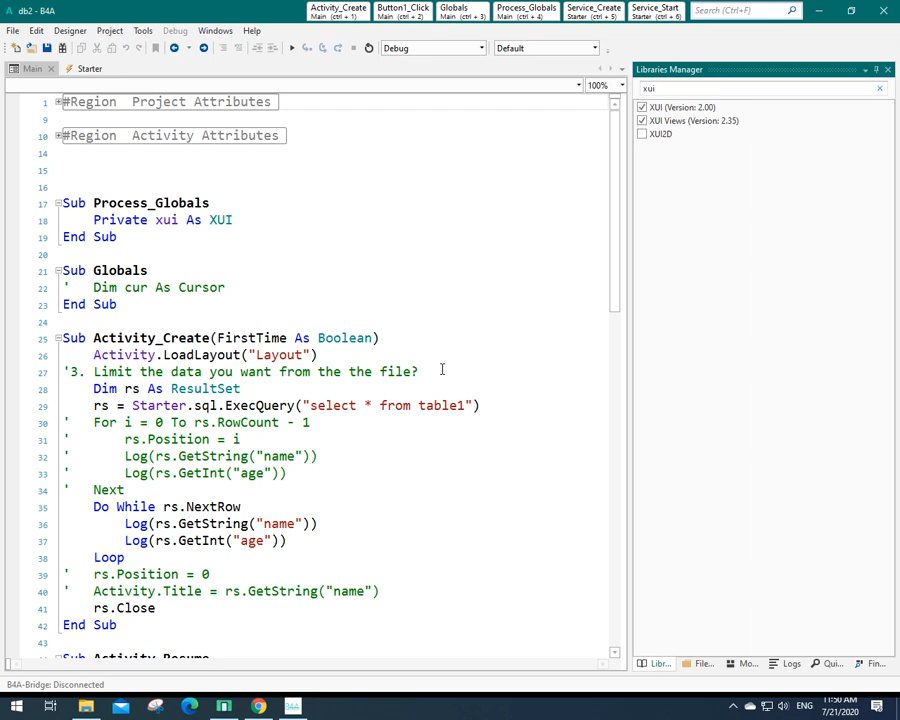 db2 - B4A
Activity_Create
Main (ctrl + 1)
Button1_Click
Main (ctrl + 2)
Globals
Main (ctrl + 3)
Process_Globals
Main (ctrl + 4)
Service_Create
Starter (ctrl + 5)
Service_Start
Starter (ctrl + 6)
Search (Ctrl+F)
File Edit Designer Project Tools Debug Windows Help
Debug
Default
Main
Starter
100%
1 #Region Project Attributes
9
10 #Region Activity Attributes
14
15
16
17 Sub Process_Globals
18 Private xui As XUI
19 End Sub
20
21 Sub Globals
22 ' Dim cur As Cursor
23 End Sub
24
25 Sub Activity_Create(FirstTime As Boolean)
26 Activity.LoadLayout("Layout")
27 '3. Limit the data you want from the the file?
28 Dim rs As ResultSet
29 rs = Starter.sql.ExecQuery("select * from table1")
30 ' For i = 0 To rs.RowCount - 1
31 ' rs.Position = i
32 ' Log(rs.GetString("name"))
33 ' Log(rs.GetInt("age"))
34 ' Next
35 Do While rs.NextRow
36 Log(rs.GetString("name"))
37 Log(rs.GetInt("age"))
38 Loop
39 ' rs.Position = 0
40 ' Activity.Title = rs.GetString("name")
41 rs.Close
42 End Sub
43
Sub Activity_Resume
Libraries Manager
xui
XUI (Version: 2.00)
XUI Views (Version: 2.35)
XUI2D
Libr... File... Mo... Logs Qui... Fin...
B4A-Bridge: Disconnected
B4A
ENG
11:50 AM
7/21/2020